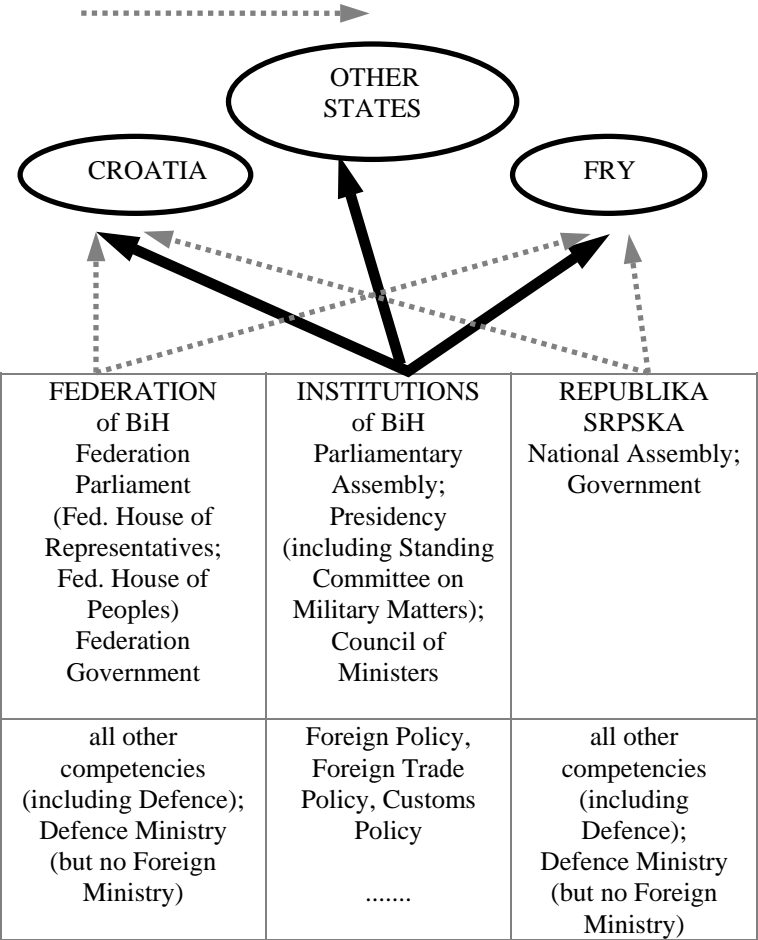 OTHER
STATES
CROATIA
FRY
FEDERATION
of BiH
Federation
Parliament
(Fed. House of
Representatives;
Fed. House of
Peoples)
Federation
Government
INSTITUTIONS
of BiH
Parliamentary
Assembly;
Presidency
(including Standing
Committee on
Military Matters);
Council of
Ministers
REPUBLIKA
SRPSKA
National Assembly;
Government
all other
competencies
(including Defence);
Defence Ministry
(but no Foreign
Ministry)
Foreign Policy,
Foreign Trade
Policy, Customs
Policy
.......
all other
competencies
(including
Defence);
Defence Ministry
(but no Foreign
Ministry)